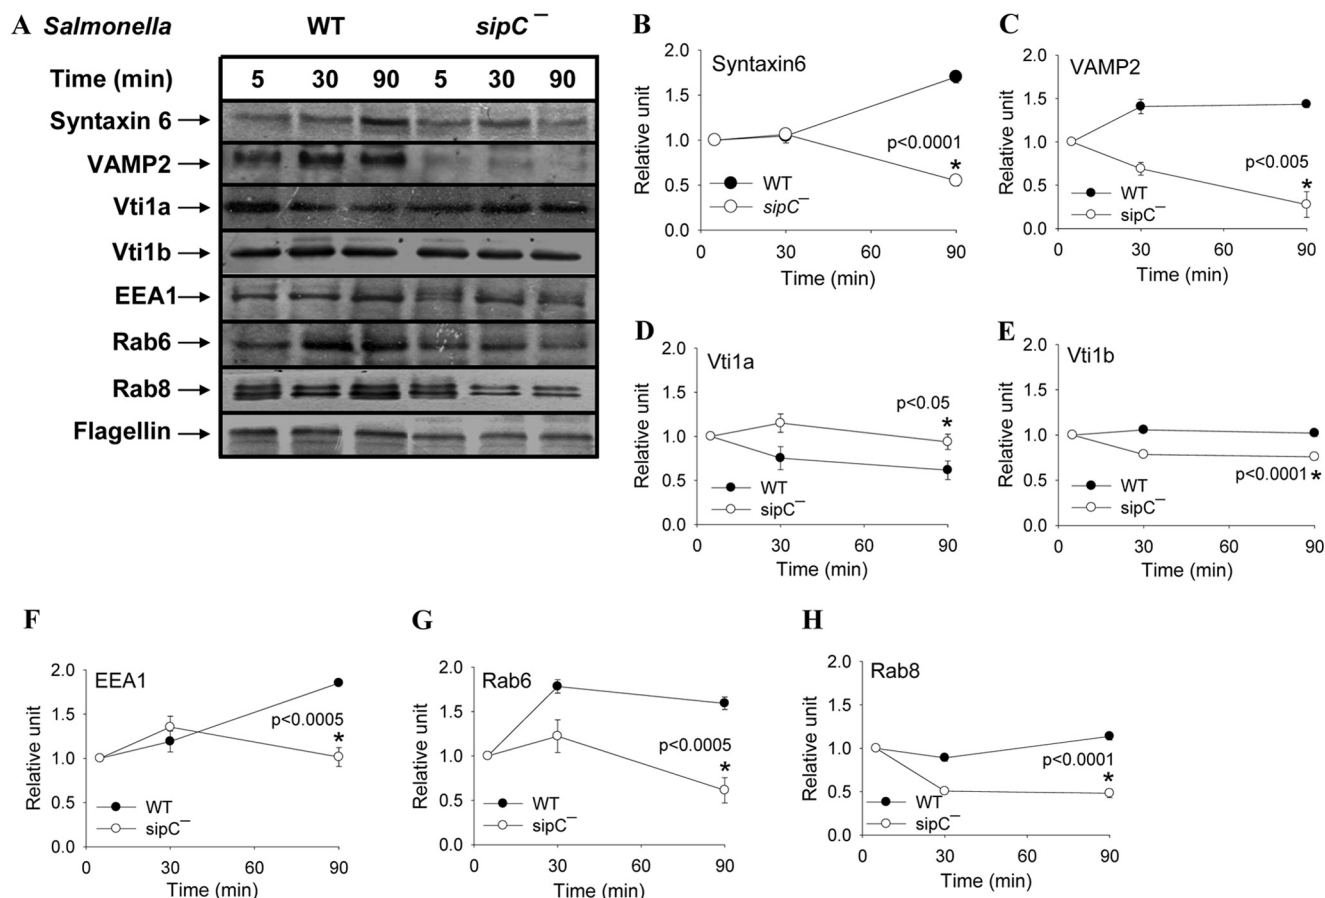 A Salmonella WT sipC⁻
Time (min) 5 30 90 5 30 90
Syntaxin 6
VAMP2
Vti1a
Vti1b
EEA1
Rab6
Rab8
Flagellin
B
2.0
1.5
1.0
0.5
0.0
Relative unit
Syntaxin6
p<0.0001
*
WT
sipC⁻
0 30 60 90
Time (min)
C
2.0
1.5
1.0
0.5
0.0
Relative unit
VAMP2
p<0.005
*
WT
sipC⁻
0 30 60 90
Time (min)
D
2.0
1.5
1.0
0.5
0.0
Relative unit
Vti1a
p<0.05
*
WT
sipC⁻
0 30 60 90
Time (min)
E
2.0
1.5
1.0
0.5
0.0
Relative unit
Vti1b
p<0.0001 *
WT
sipC⁻
0 30 60 90
Time (min)
F
2.0
1.5
1.0
0.5
0.0
Relative unit
EEA1
p<0.0005
*
WT
sipC⁻
0 30 60 90
Time (min)
G
2.0
1.5
1.0
0.5
0.0
Relative unit
Rab6
p<0.0005
*
WT
sipC⁻
0 30 60 90
Time (min)
H
2.0
1.5
1.0
0.5
0.0
Relative unit
Rab8
p<0.0001
*
WT
sipC⁻
0 30 60 90
Time (min)